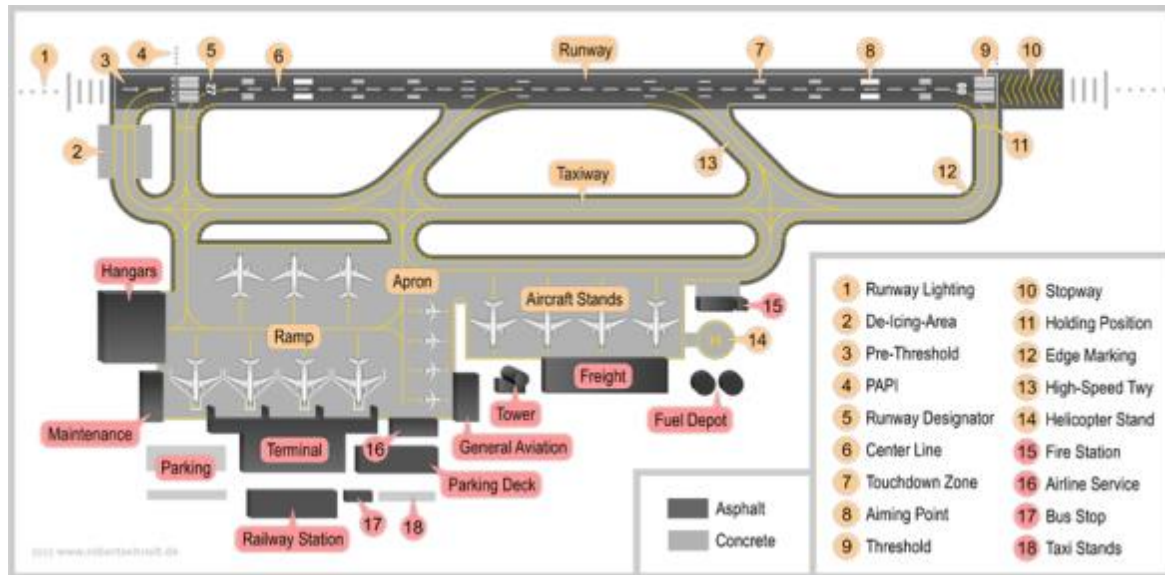 1
2
3
4
5
6
Runway
7
8
9
10
11
12
13
Taxiway
Hangars
Apron
Aircraft Stands
15
Ramp
14
H
Freight
Tower
Fuel Depot
Maintenance
Terminal
16
General Aviation
Parking
Parking Deck
Railway Station
17
18
Asphalt
Concrete
1 Runway Lighting
2 De-Icing-Area
3 Pre-Threshold
4 PAPI
5 Runway Designator
6 Center Line
7 Touchdown Zone
8 Aiming Point
9 Threshold
10 Stopway
11 Holding Position
12 Edge Marking
13 High-Speed Twy
14 Helicopter Stand
15 Fire Station
16 Airline Service
17 Bus Stop
18 Taxi Stands